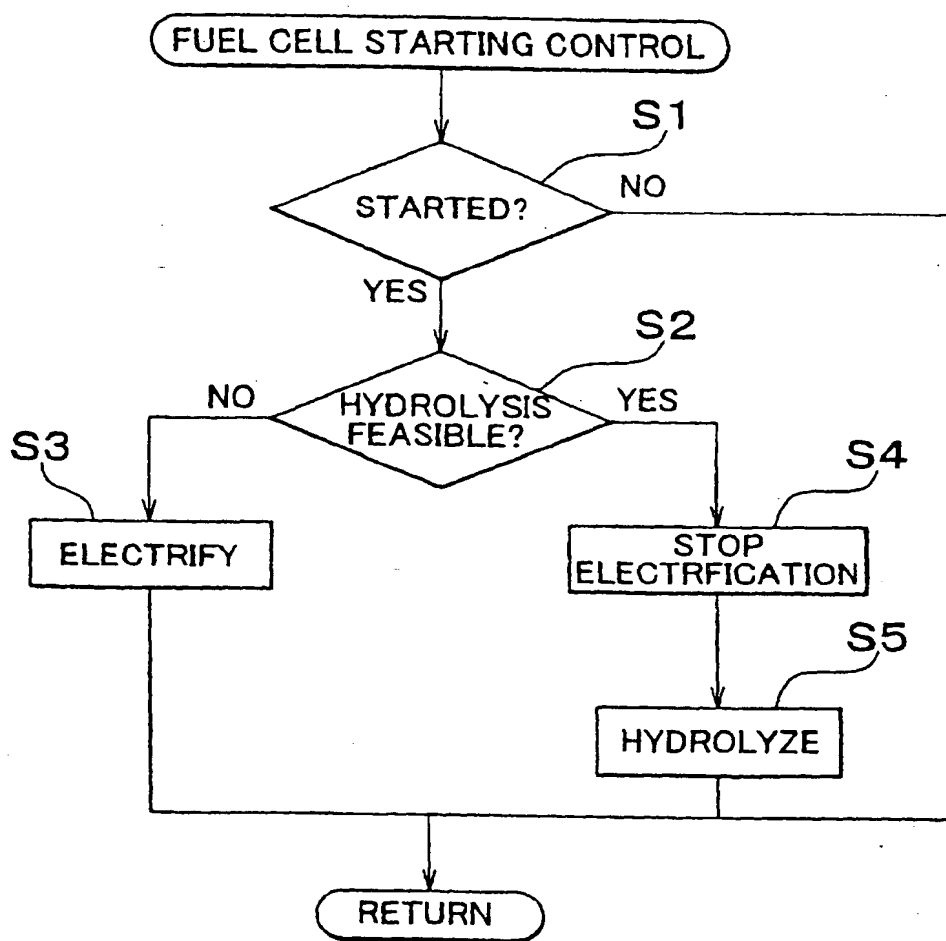 FUEL CELL STARTING CONTROL
S1
STARTED?
NO
YES
S2
NO
HYDROLYSIS
FEASIBLE?
YES
S3
S4
ELECTRIFY
STOP
ELECTRFICATION
S5
HYDROLYZE
RETURN